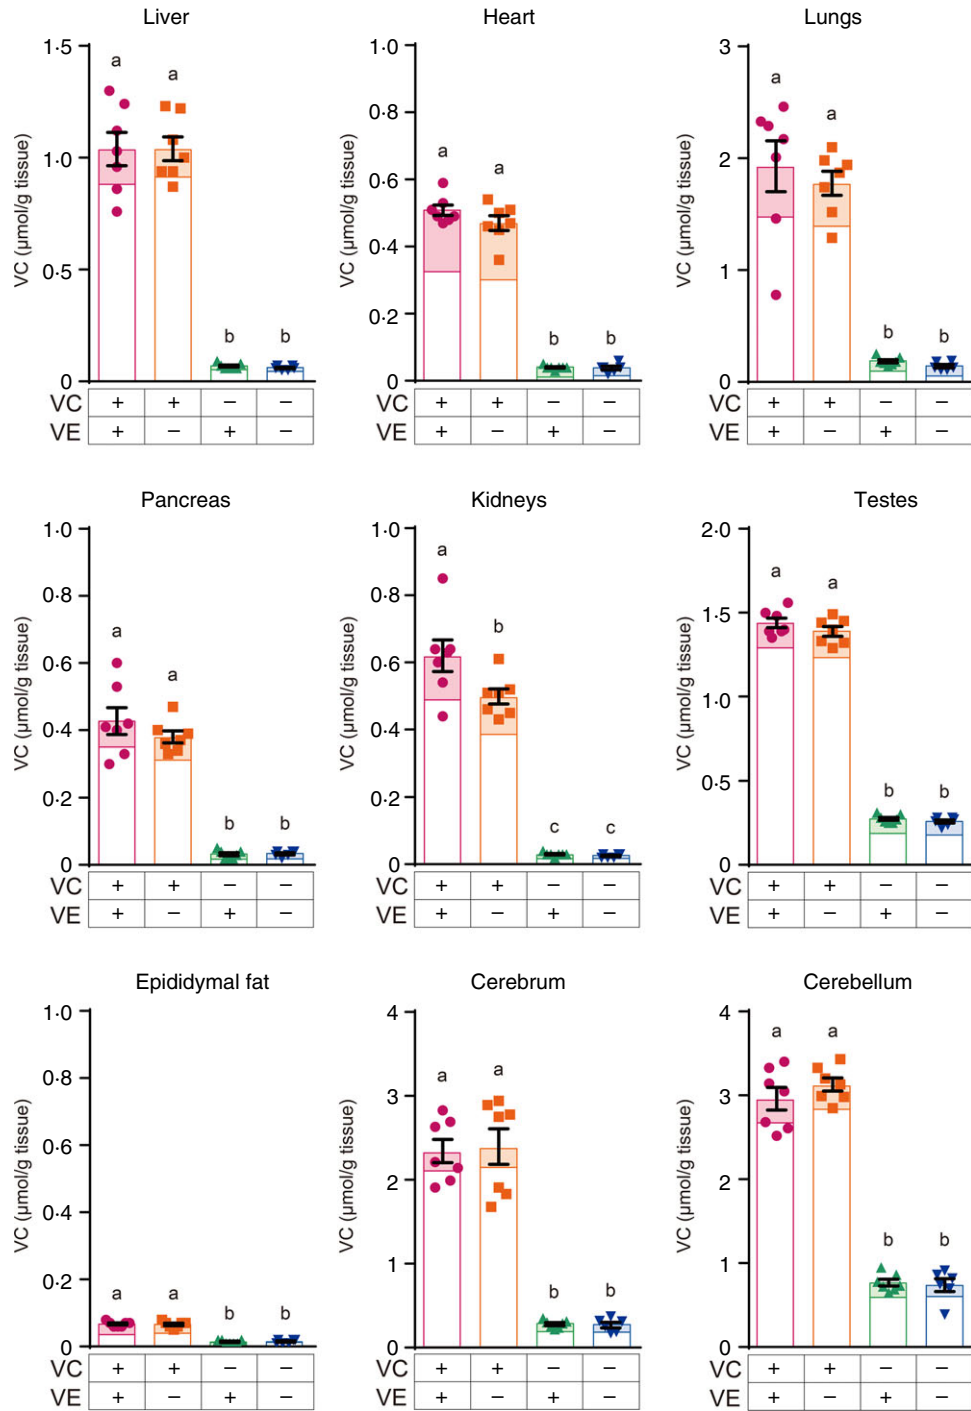 Liver Heart Lungs
1·5 1·0 3
a a a a a a
0·8
1·0 0·6 2
VC (µmol/g tissue) VC (µmol/g tissue) VC (µmol/g tissue)
0·4
0·5 1
0·2
b b b b b b
0 0 0
VC + + − − VC + + − − VC + + − −
VE + − + − VE + − + − VE + − + −
Pancreas Kidneys Testes
1·0 1·0 2·0
a a b a a
0·8 0·8
a 1·5
0·6 0·6
VC (µmol/g tissue) VC (µmol/g tissue) VC (µmol/g tissue)
1·0
0·4 0·4
0·5
0·2 0·2
b b c c b b
0 0 0
VC + + − − VC + + − − VC + + − −
VE + − + − VE + − + − VE + − + −
Epididymal fat Cerebrum Cerebellum
1·0 4 4
a a a a
0·8
3 3
0·6
VC (µmol/g tissue) VC (µmol/g tissue) VC (µmol/g tissue)
2 2
0·4
b b
0·2 1 1
a a b b b b
0 0 0
VC + + − − VC + + − − VC + + − −
VE + − + − VE + − + − VE + − + −